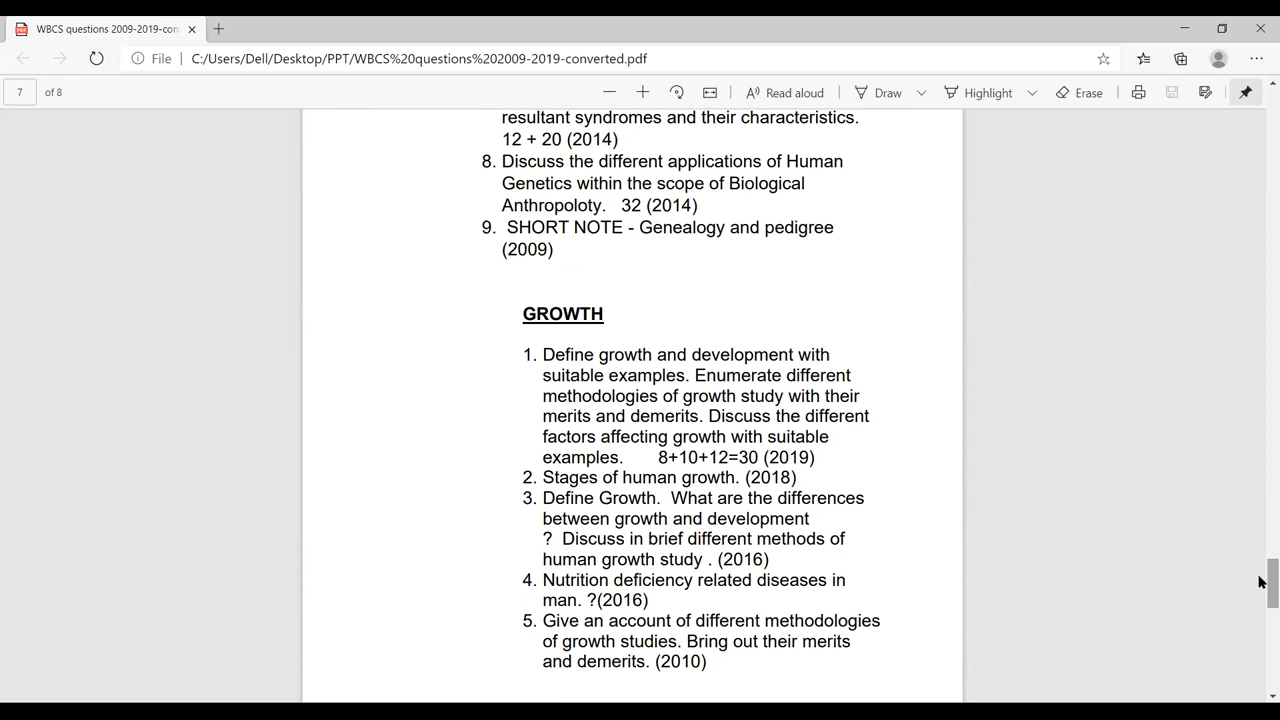 WBCS questions 2009-2019-con
File | C:/Users/Dell/Desktop/PPT/WBCS%20questions%202009-2019-converted.pdf
7 of 8 Read aloud Draw Highlight Erase
resultant syndromes and their characteristics.
12 + 20 (2014)
8. Discuss the different applications of Human
Genetics within the scope of Biological
Anthropoloty. 32 (2014)
9. SHORT NOTE - Genealogy and pedigree
(2009)
GROWTH
1. Define growth and development with
suitable examples. Enumerate different
methodologies of growth study with their
merits and demerits. Discuss the different
factors affecting growth with suitable
examples. 8+10+12=30 (2019)
2. Stages of human growth. (2018)
3. Define Growth. What are the differences
between growth and development
? Discuss in brief different methods of
human growth study . (2016)
4. Nutrition deficiency related diseases in
man. ?(2016)
5. Give an account of different methodologies
of growth studies. Bring out their merits
and demerits. (2010)